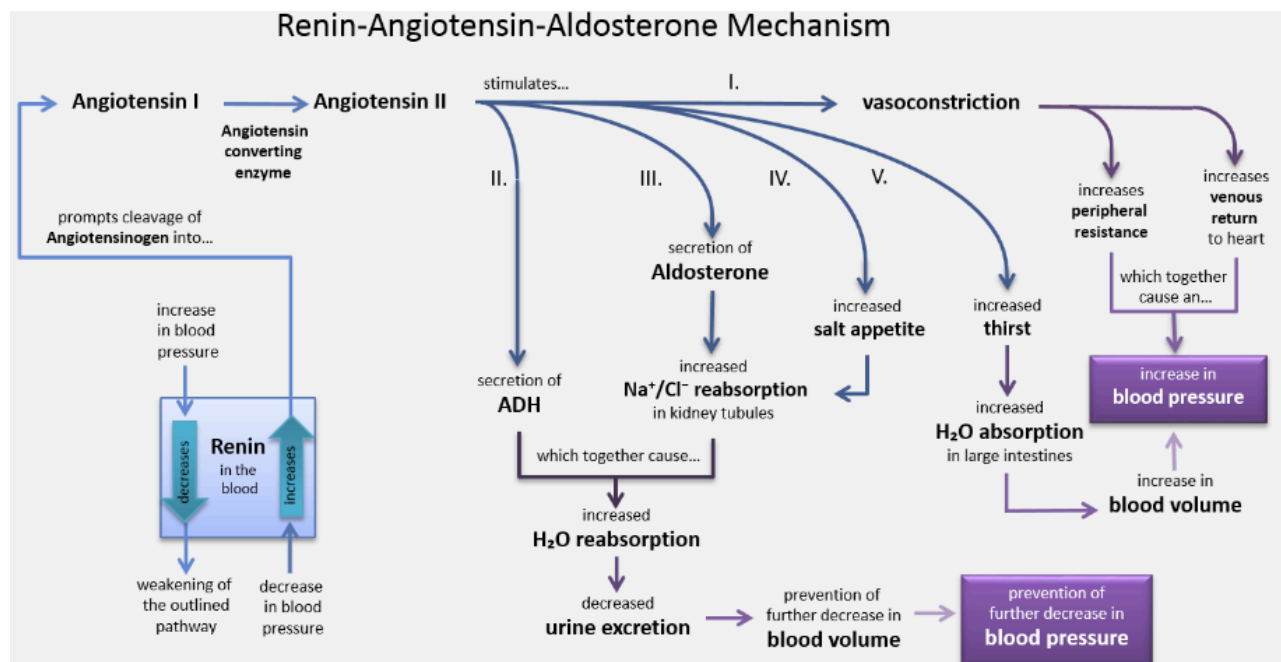 Renin-Angiotensin-Aldosterone Mechanism
stimulates...
I.
Angiotensin I
Angiotensin II
vasoconstriction
Angiotensin
converting
enzyme
II.
III.
IV.
V.
increases
peripheral
resistance
increases
venous
return
to heart
prompts cleavage of
Angiotensinogen into...
secretion of
Aldosterone
which together
cause an...
increase
in blood
pressure
increased
salt appetite
increased
thirst
secretion of
ADH
increased
Na⁺/Cl⁻ reabsorption
in kidney tubules
increase in
blood pressure
decreases
Renin
in the
blood
increases
increased
H₂O absorption
in large intestines
which together cause...
increase in
blood volume
increased
H₂O reabsorption
weakening of
the outlined
pathway
decrease
in blood
pressure
decreased
urine excretion
prevention of
further decrease in
blood volume
prevention of
further decrease in
blood pressure